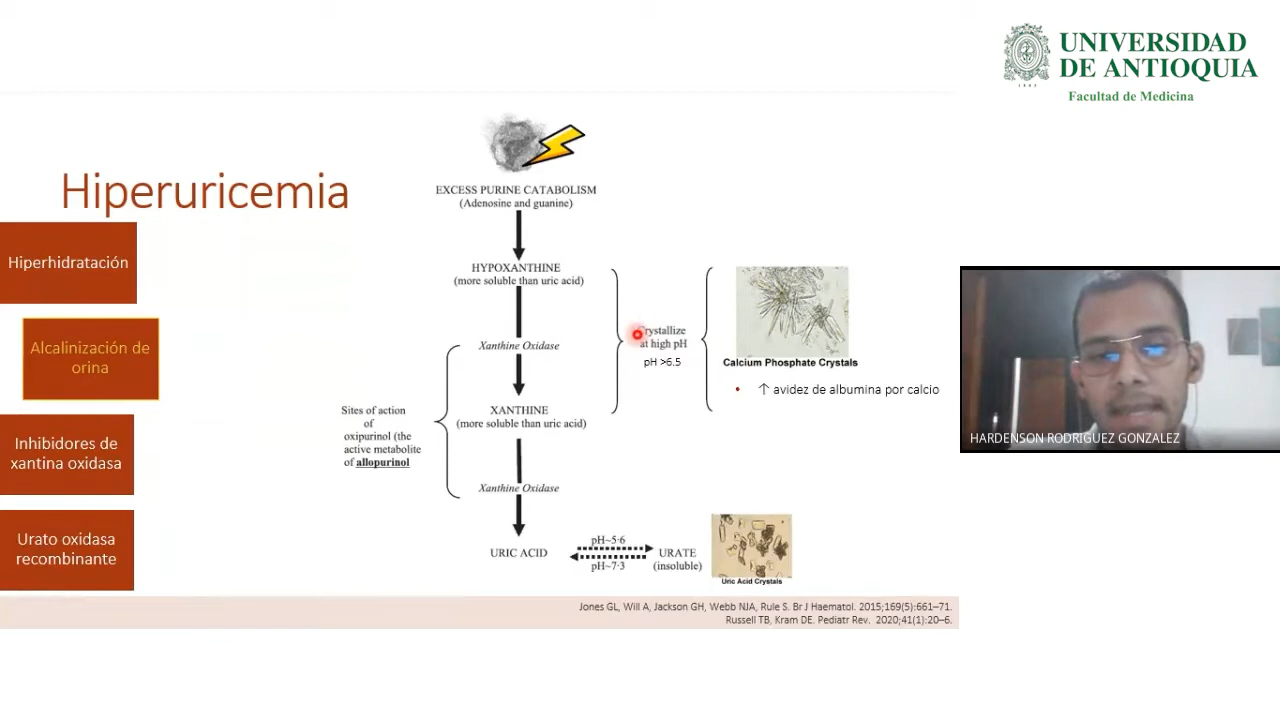 UNIVERSIDAD
DE ANTIOQUIA
Facultad de Medicina
1803
Hiperuricemia
Hiperhidratación
Alcalinización de
orina
Inhibidores de
xantina oxidasa
Urato oxidasa
recombinante
EXCESS PURINE CATABOLISM
(Adenosine and guanine)
HYPOXANTHINE
(more soluble than uric acid)
Xanthine Oxidase
XANTHINE
(more soluble than uric acid)
Xanthine Oxidase
URIC ACID
Sites of action
of
oxipurinol (the
active metabolite
of allopurinol
Crystallize
at high pH
pH >6.5
Calcium Phosphate Crystals
• ↑ avidez de albumina por calcio
pH~5·6
pH~7·3
URATE
(insoluble)
Uric Acid Crystals
HARDENSON RODRIGUEZ GONZALEZ
Jones GL, Will A, Jackson GH, Webb NJA, Rule S. Br J Haematol. 2015;169(5):661–71.
Russell TB, Kram DE. Pediatr Rev. 2020;41(1):20–6.